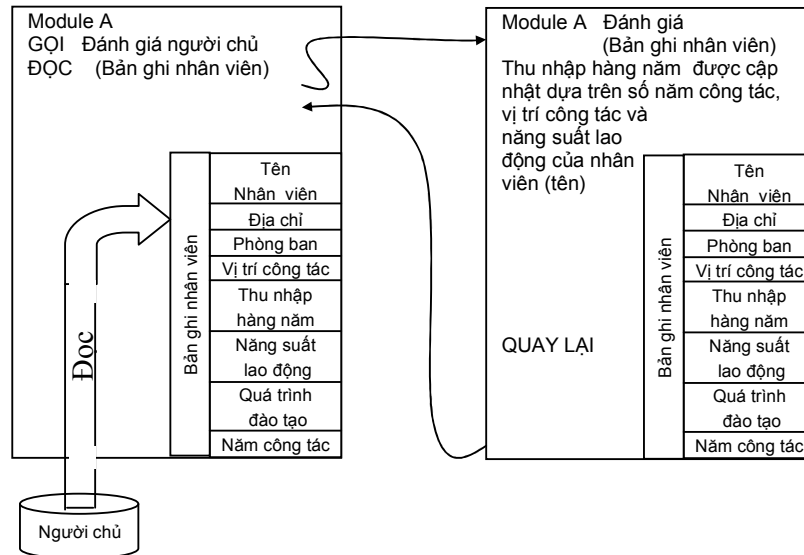 Module A
GỌI Đánh giá người chủ
ĐỌC (Bản ghi nhân viên)
Bản ghi nhân viên
Tên
Nhân viên
Địa chỉ
Phòng ban
Vị trí công tác
Thu nhập
hàng năm
Năng suất
lao động
Quá trình
đào tạo
Năm công tác
Đọc
Người chủ
Module A Đánh giá
(Bản ghi nhân viên)
Thu nhập hàng năm được cập
nhật dựa trên số năm công tác,
vị trí công tác và
năng suất lao
động của nhân
viên (tên)
QUAY LẠI
Bản ghi nhân viên
Tên
Nhân viên
Địa chỉ
Phòng ban
Vị trí công tác
Thu nhập
hàng năm
Năng suất
lao động
Quá trình
đào tạo
Năm công tác